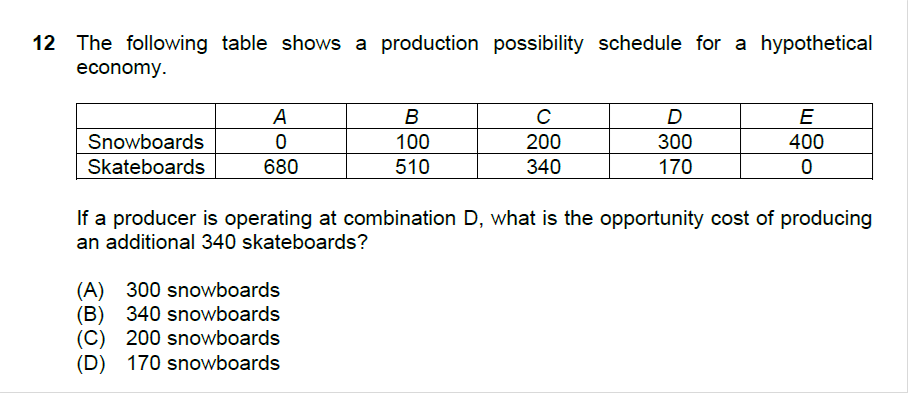 12 The following table shows a production possibility schedule for a hypothetical
economy.
A B C D E
Snowboards 0 100 200 300 400
Skateboards 680 510 340 170 0
If a producer is operating at combination D, what is the opportunity cost of producing
an additional 340 skateboards?
(A) 300 snowboards
(B) 340 snowboards
(C) 200 snowboards
(D) 170 snowboards